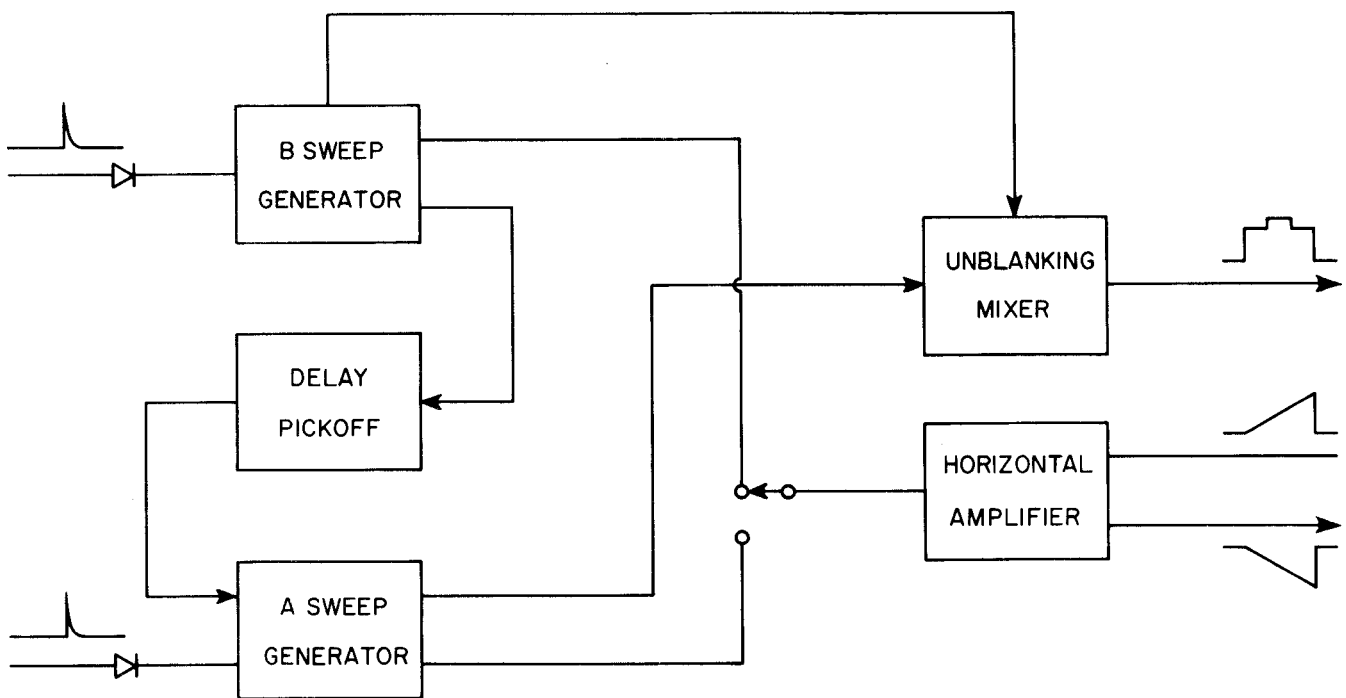 B SWEEP
GENERATOR
UNBLANKING
MIXER
DELAY
PICKOFF
HORIZONTAL
AMPLIFIER
A SWEEP
GENERATOR